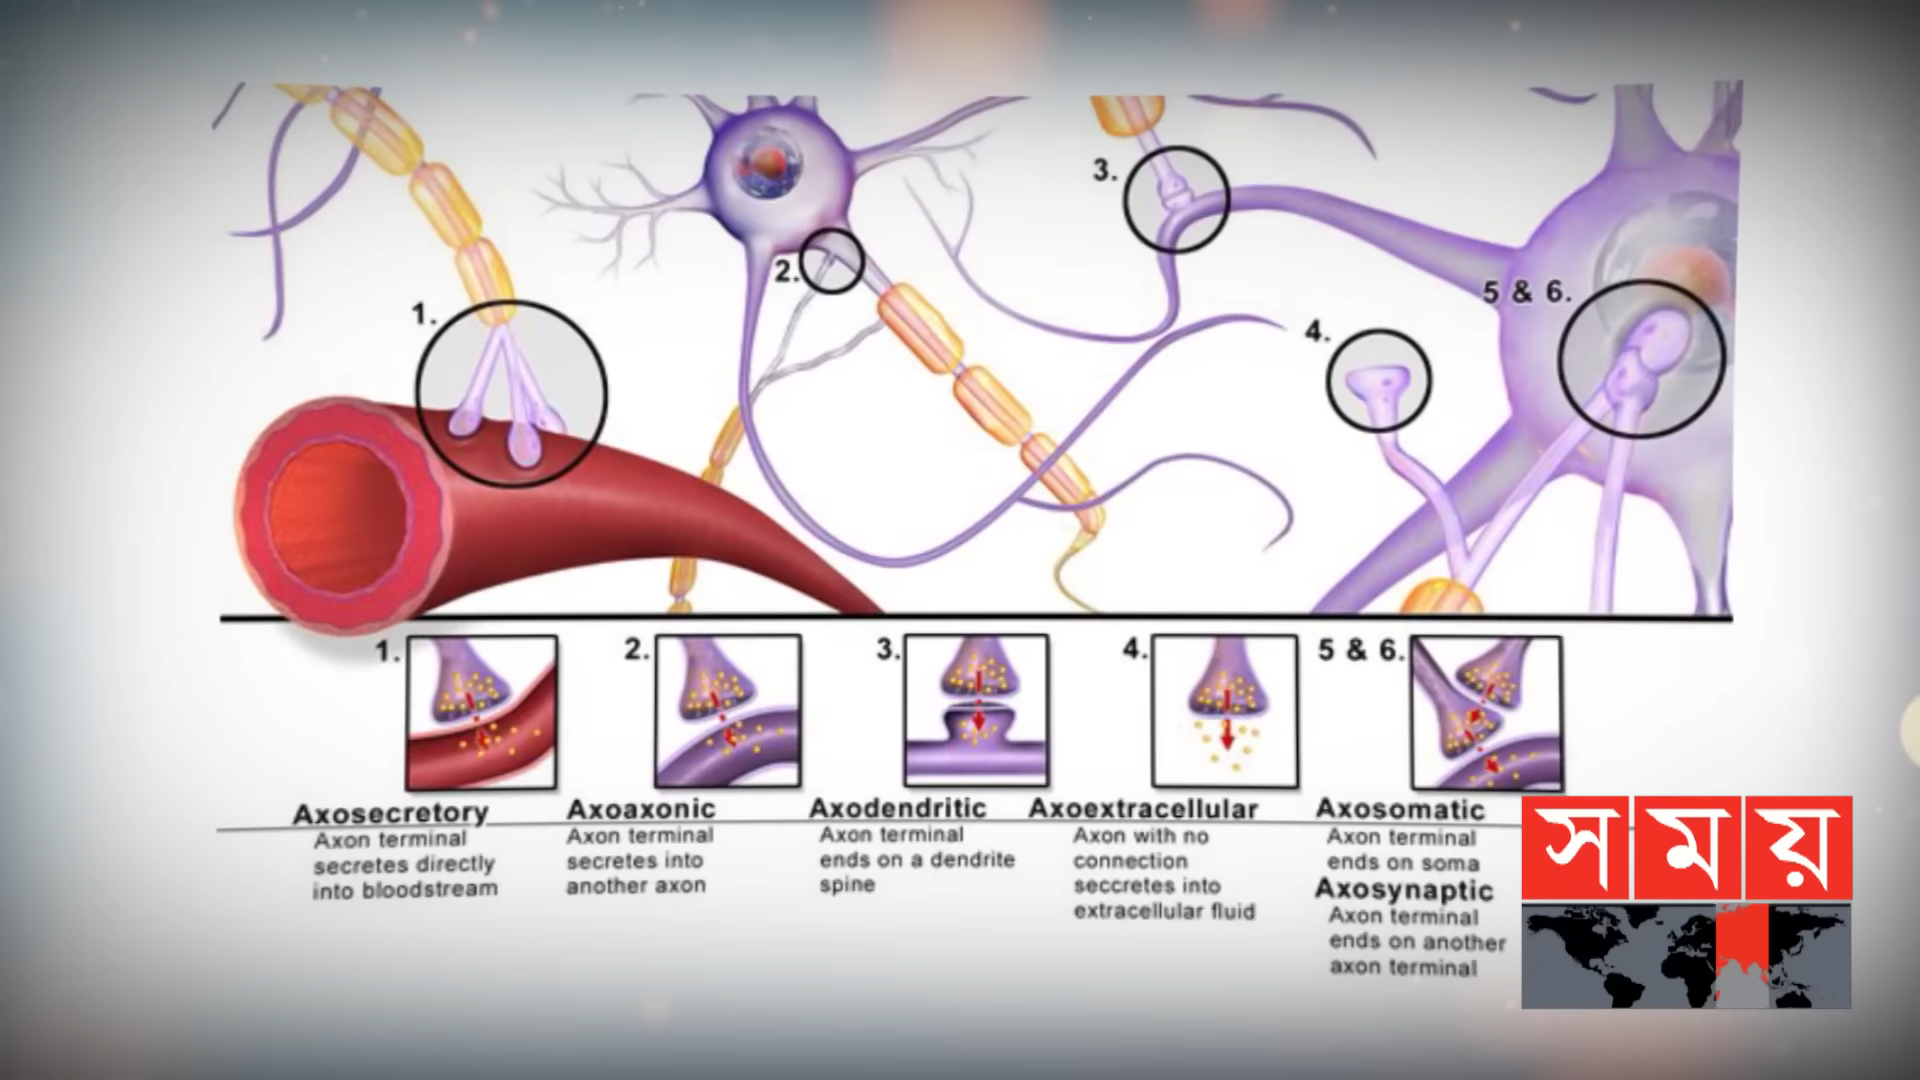 1.
2.
3.
4.
5 & 6.
1.
2.
3.
4.
5 & 6.
Axosecretory
Axon terminal
secretes directly
into bloodstream
Axoaxonic
Axon terminal
secretes into
another axon
Axodendritic
Axon terminal
ends on a dendrite
spine
Axoextracellular
Axon with no
connection
seccretes into
extracellular fluid
Axosomatic
Axon terminal
ends on soma
Axosynaptic
Axon terminal
ends on another
axon terminal
সময়